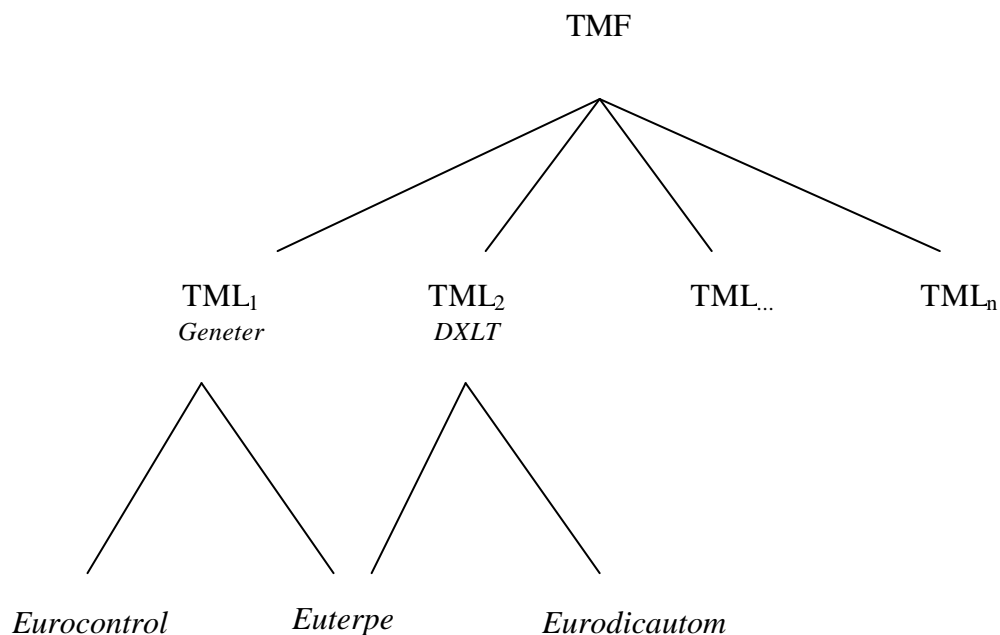 TMF
TML₁ TML₂ TML... TMLₙ
Geneter DXLT
Eurocontrol Euterpe Eurodicautom